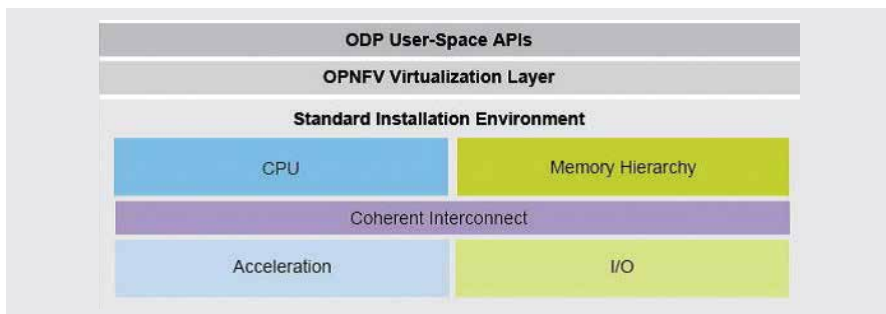 ODP User-Space APIs
OPNFV Virtualization Layer
Standard Installation Environment
CPU
Memory Hierarchy
Coherent Interconnect
Acceleration
I/O